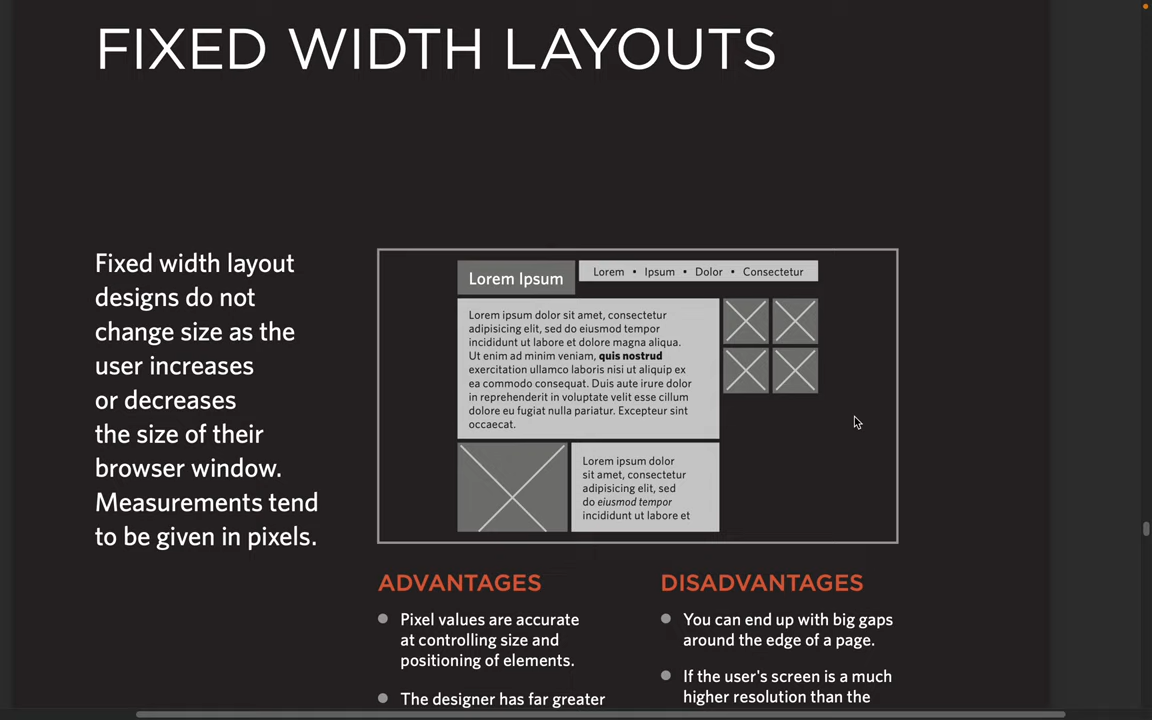 FIXED WIDTH LAYOUTS
Fixed width layout
designs do not
change size as the
user increases
or decreases
the size of their
browser window.
Measurements tend
to be given in pixels.
Lorem Ipsum
Lorem • Ipsum • Dolor • Consectetur
Lorem ipsum dolor sit amet, consectetur
adipisicing elit, sed do eiusmod tempor
incididunt ut labore et dolore magna aliqua.
Ut enim ad minim veniam, quis nostrud
exercitation ullamco laboris nisi ut aliquip ex
ea commodo consequat. Duis aute irure dolor
in reprehenderit in voluptate velit esse cillum
dolore eu fugiat nulla pariatur. Excepteur sint
occaecat.
Lorem ipsum dolor
sit amet, consectetur
adipisicing elit, sed
do eiusmod tempor
incididunt ut labore et
ADVANTAGES
Pixel values are accurate
at controlling size and
positioning of elements.
The designer has far greater
DISADVANTAGES
You can end up with big gaps
around the edge of a page.
If the user's screen is a much
higher resolution than the